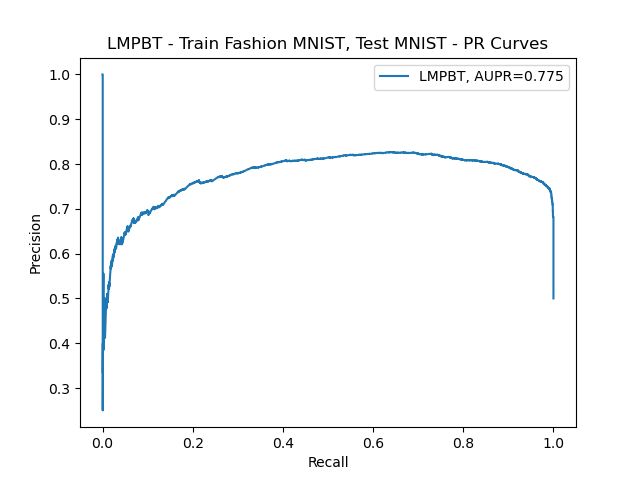 LMPBT - Train Fashion MNIST, Test MNIST - PR Curves
LMPBT, AUPR=0.775
1.0
0.9
0.8
0.7
0.6
0.5
0.4
0.3
Precision
0.0 0.2 0.4 0.6 0.8 1.0
Recall